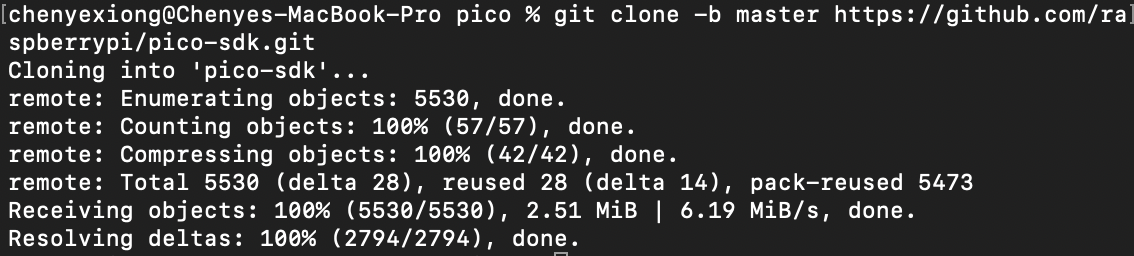 [chenyexiong@Chenyes-MacBook-Pro pico % git clone -b master https://github.com/ra]
spberrypi/pico-sdk.git
Cloning into 'pico-sdk'...
remote: Enumerating objects: 5530, done.
remote: Counting objects: 100% (57/57), done.
remote: Compressing objects: 100% (42/42), done.
remote: Total 5530 (delta 28), reused 28 (delta 14), pack-reused 5473
Receiving objects: 100% (5530/5530), 2.51 MiB | 6.19 MiB/s, done.
Resolving deltas: 100% (2794/2794), done.